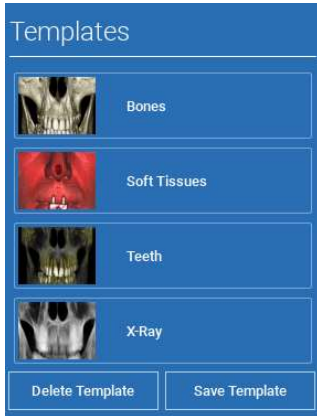 Templates
Bones
Soft Tissues
Teeth
X-Ray
Delete Template
Save Template